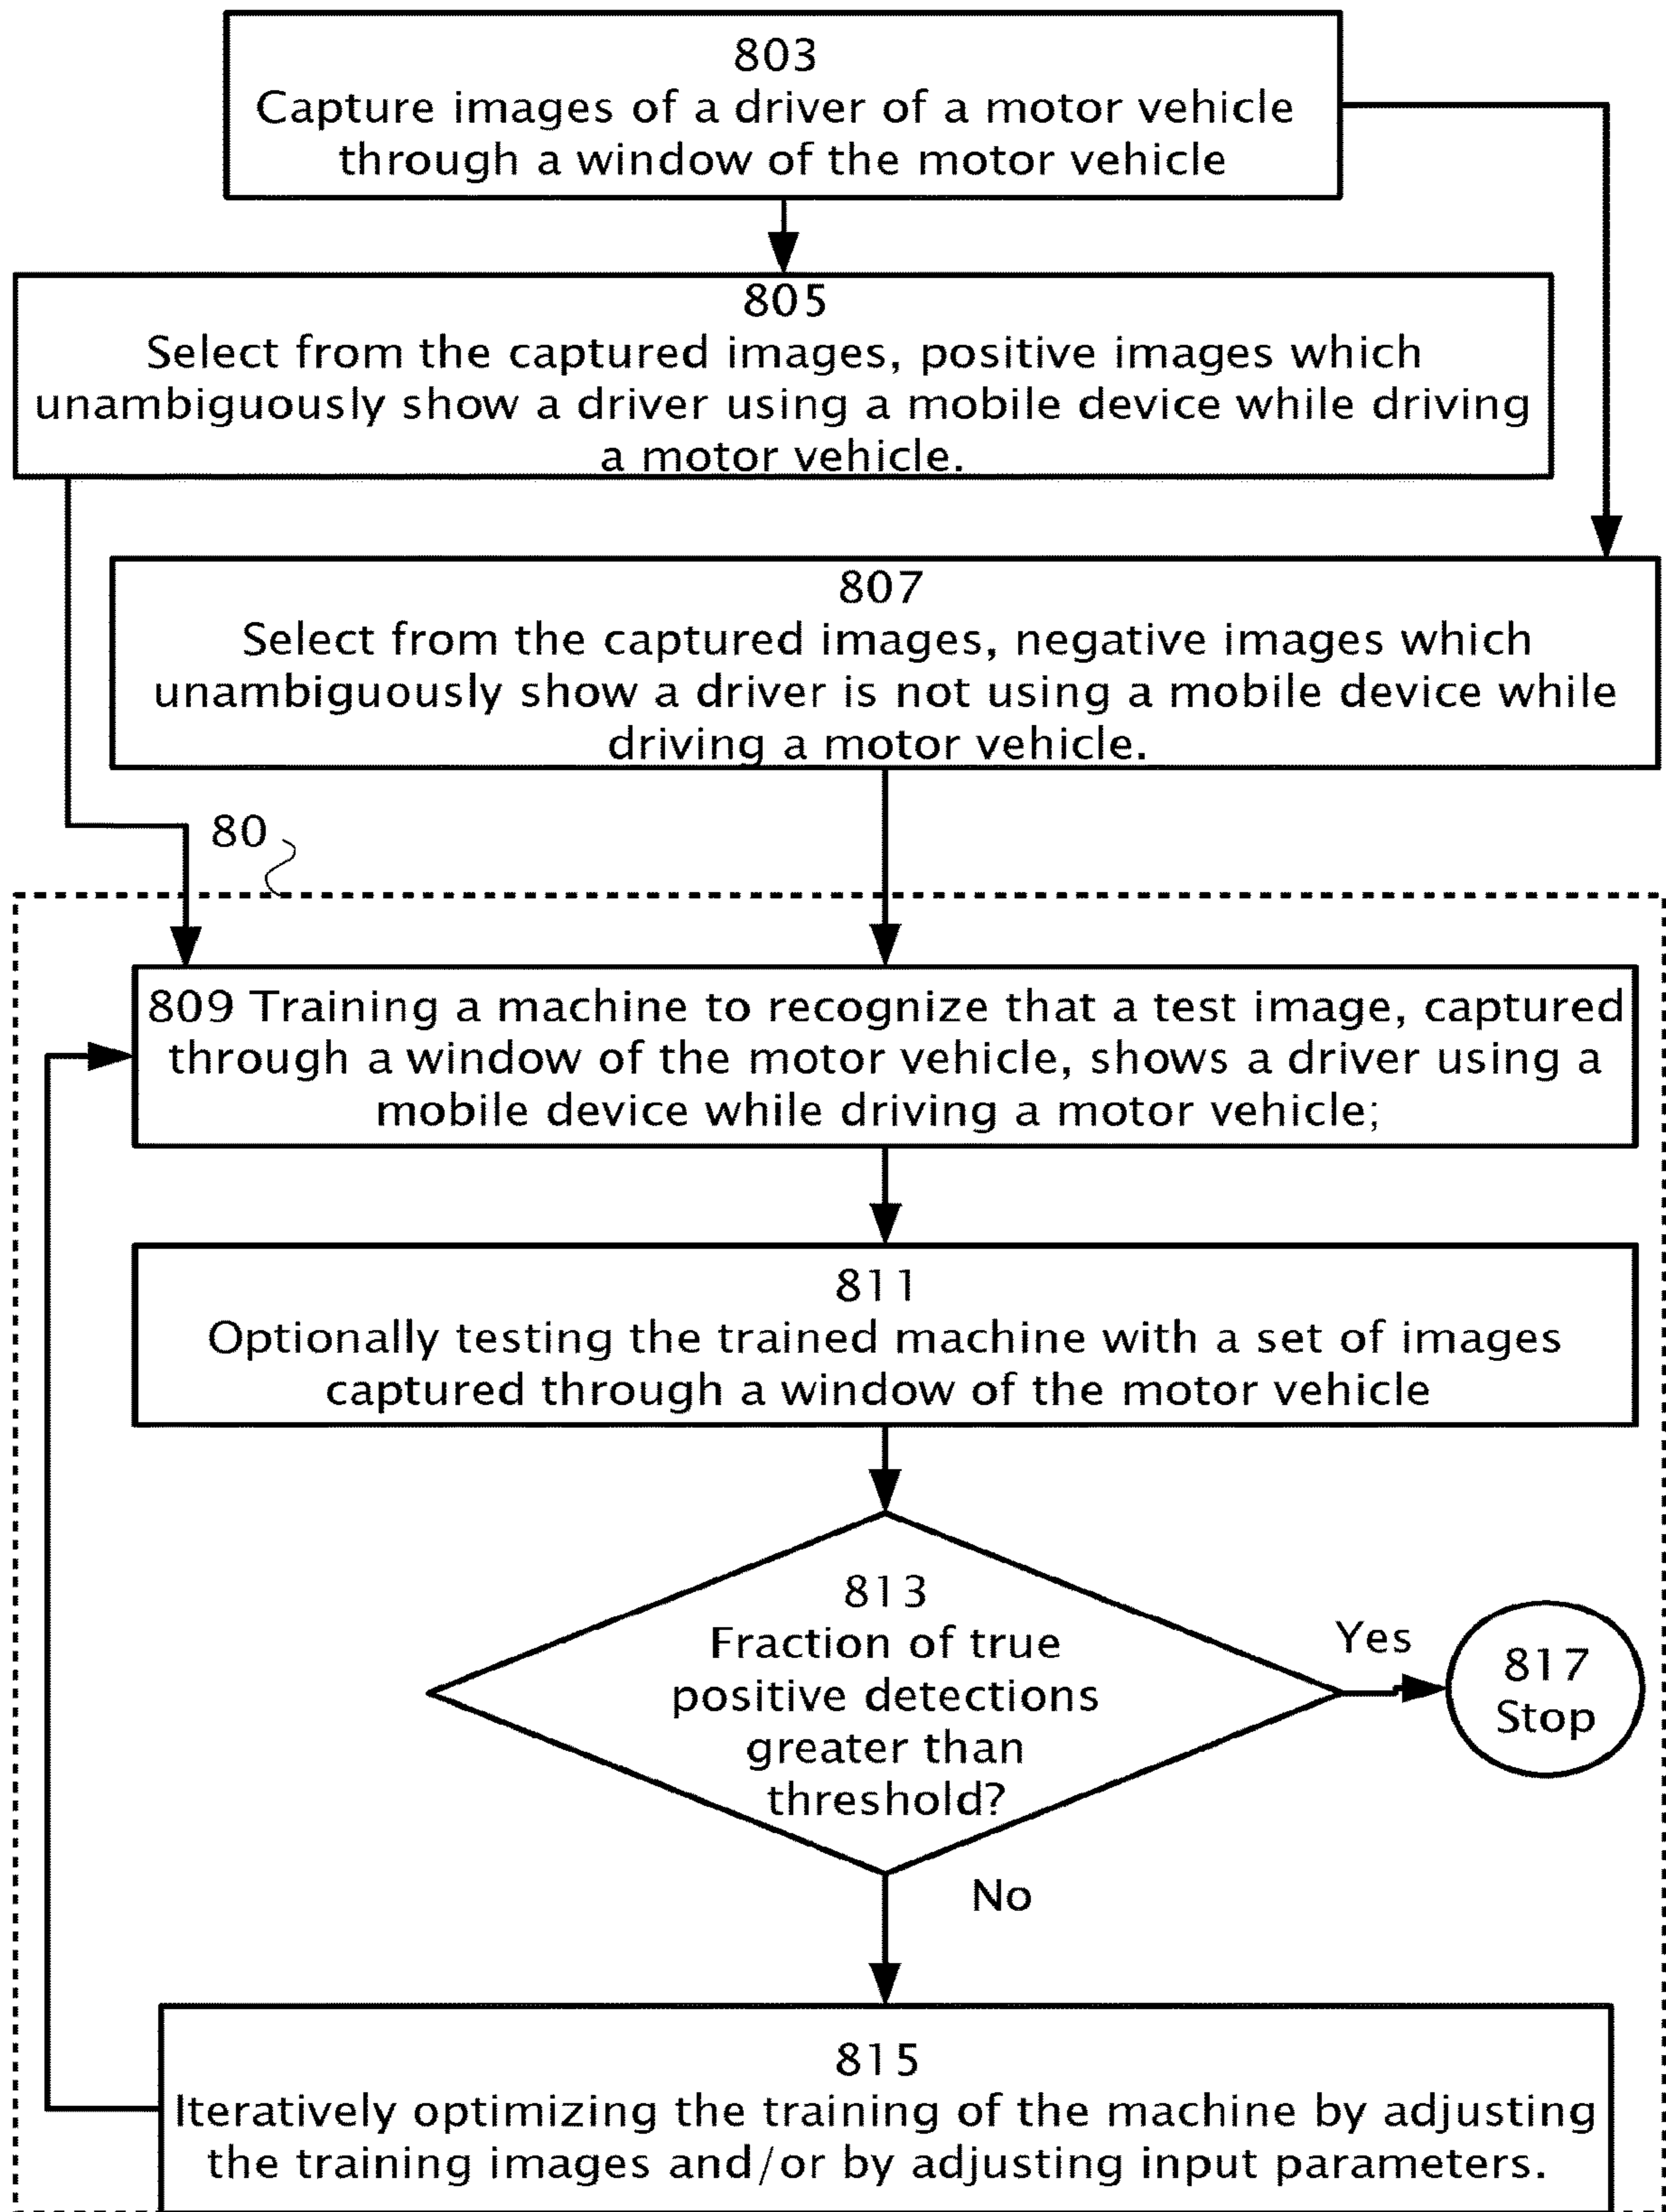 803
Capture images of a driver of a motor vehicle
through a window of the motor vehicle
805
Select from the captured images, positive images which
unambiguously show a driver using a mobile device while driving
a motor vehicle.
807
Select from the captured images, negative images which
unambiguously show a driver is not using a mobile device while
driving a motor vehicle.
80
809 Training a machine to recognize that a test image, captured
through a window of the motor vehicle, shows a driver using a
mobile device while driving a motor vehicle;
811
Optionally testing the trained machine with a set of images
captured through a window of the motor vehicle
813
Fraction of true
positive detections
greater than
threshold?
Yes
817
Stop
No
815
Iteratively optimizing the training of the machine by adjusting
the training images and/or by adjusting input parameters.